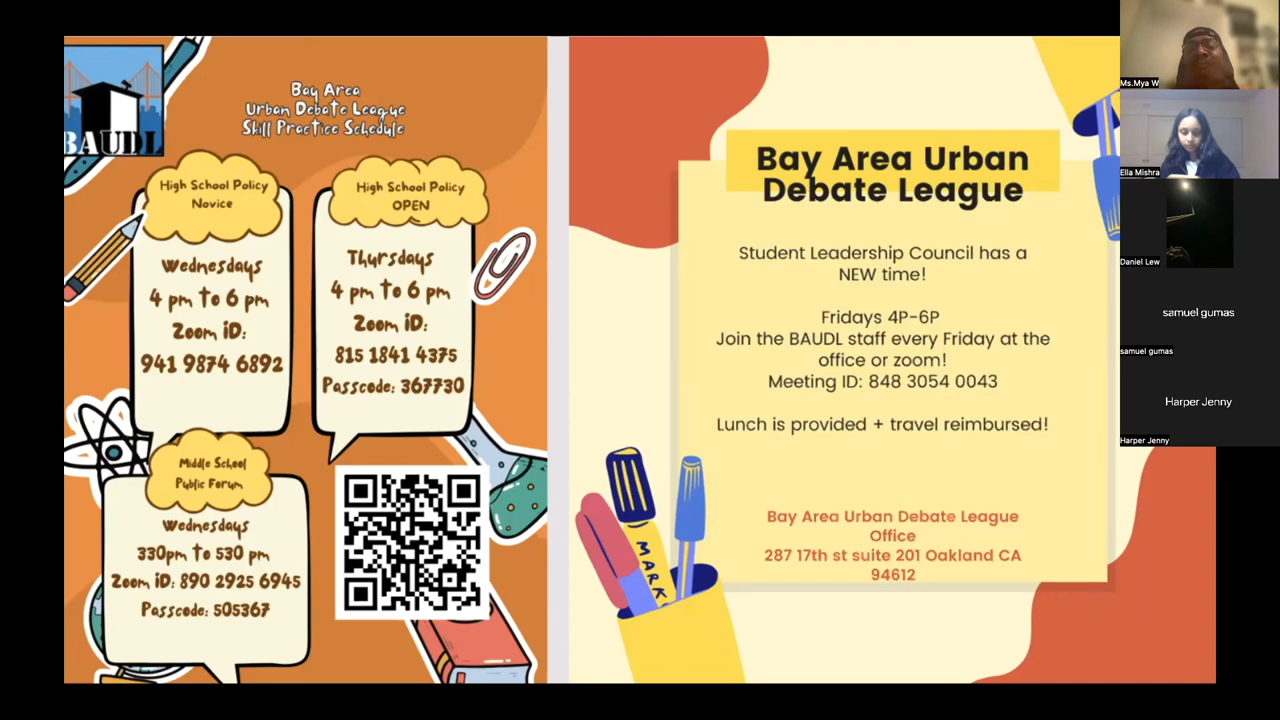 BAUDL
Bay Area
Urban Debate League
Skill Practice Schedule
High School Policy
Novice
Wednesdays
4 pm to 6 pm
Zoom iD:
941 9874 6892
High School Policy
OPEN
Thursdays
4 pm to 6 pm
Zoom iD:
815 1841 4375
Passcode: 367730
Middle School
Public Forum
Wednesdays
330pm to 530 pm
Zoom iD: 890 2925 6945
Passcode: 505367
Bay Area Urban
Debate League
Student Leadership Council has a
NEW time!
Fridays 4P-6P
Join the BAUDL staff every Friday at the
office or zoom!
Meeting ID: 848 3054 0043
Lunch is provided + travel reimbursed!
MARK
Bay Area Urban Debate League
Office
287 17th st suite 201 Oakland CA
94612
Ms.Mya W
Ella Mishra
Daniel Lew
samuel gumas
samuel gumas
Harper Jenny
Harper Jenny